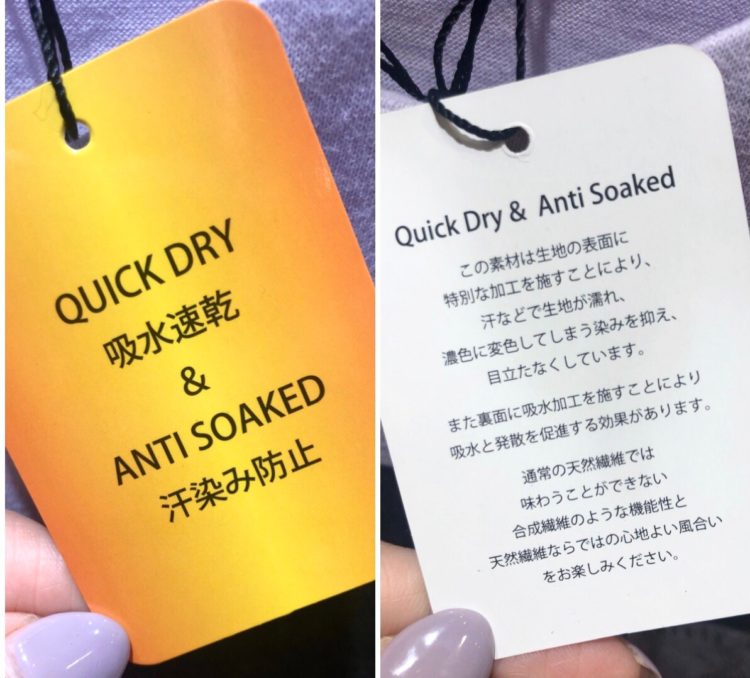 QUICK DRY
吸水速乾
&
ANTI SOAKED
汗染み防止
Quick Dry & Anti Soaked
この素材は生地の表面に
特別な加工を施すことにより、
汗などで生地が濡れ、
濃色に変色してしまう染みを抑え、
目立たなくしています。
また裏面に吸水加工を施すことにより
吸水と発散を促進する効果があります。
通常の天然繊維では
味わうことができない
合成繊維のような機能性と
天然繊維ならではの心地よい風合い
をお楽しみください。